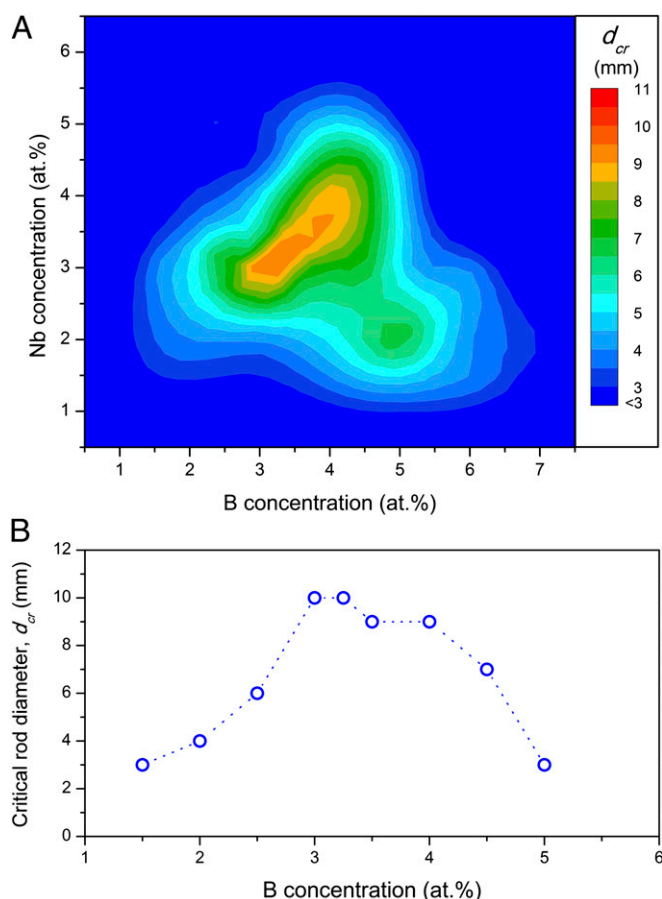 A
6
5
4
3
2
1
Nb concentration (at.%)
1 2 3 4 5 6 7
B concentration (at.%)
d_cr
(mm)
11
10
9
8
7
6
5
4
3
<3
B
12
10
8
6
4
2
0
Critical rod diameter, d_cr (mm)
1 2 3 4 5 6
B concentration (at.%)